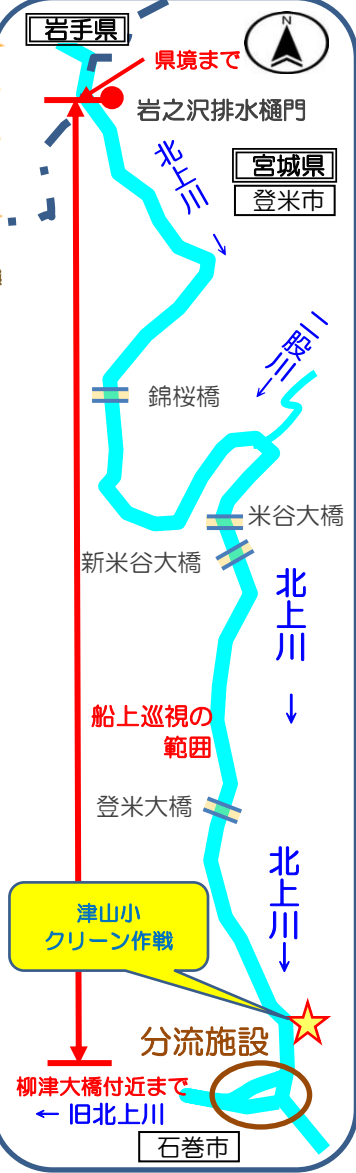 岩手県
N
県境まで
岩之沢排水樋門
北上川
↓
宮城県
登米市
二股川
↓
錦桜橋
米谷大橋
新米谷大橋
北上川
↓
船上巡視の
範囲
登米大橋
北上川
↓
津山小
クリーン作戦
分流施設
柳津大橋付近まで
← 旧北上川
石巻市